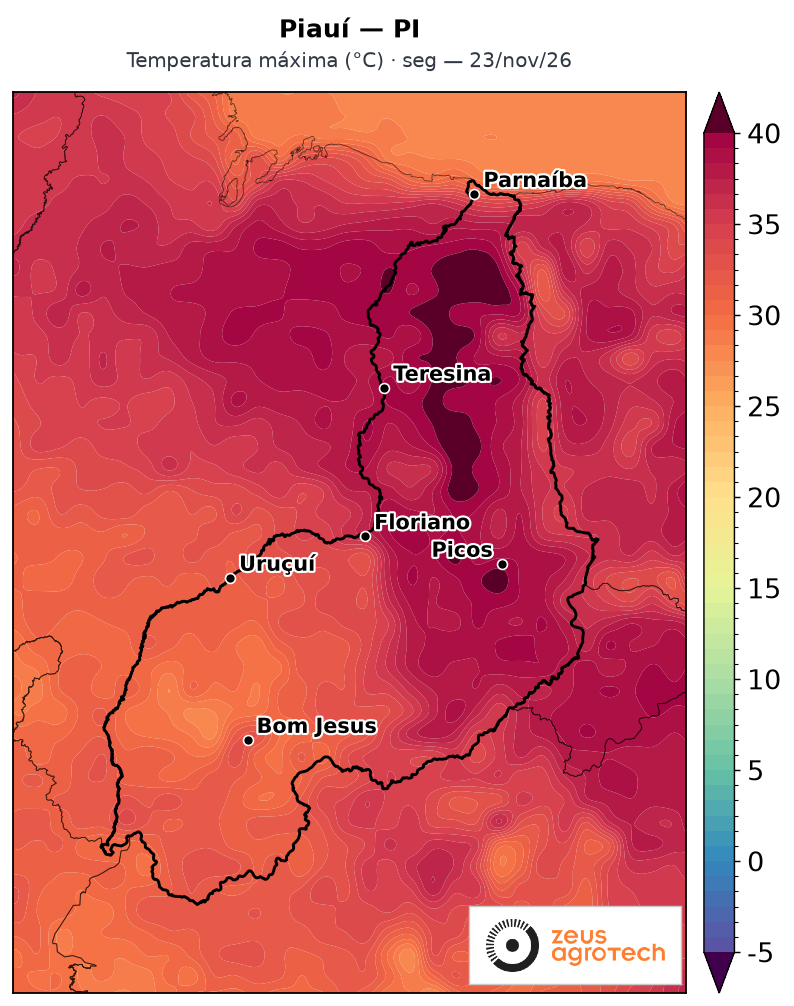 Piauí — PI
Temperatura máxima (°C) · seg — 23/nov/26
Parnaíba
Teresina
Floriano
Picos
Uruçuí
Bom Jesus
40
35
30
25
20
15
10
5
0
-5
zeus
agrotech